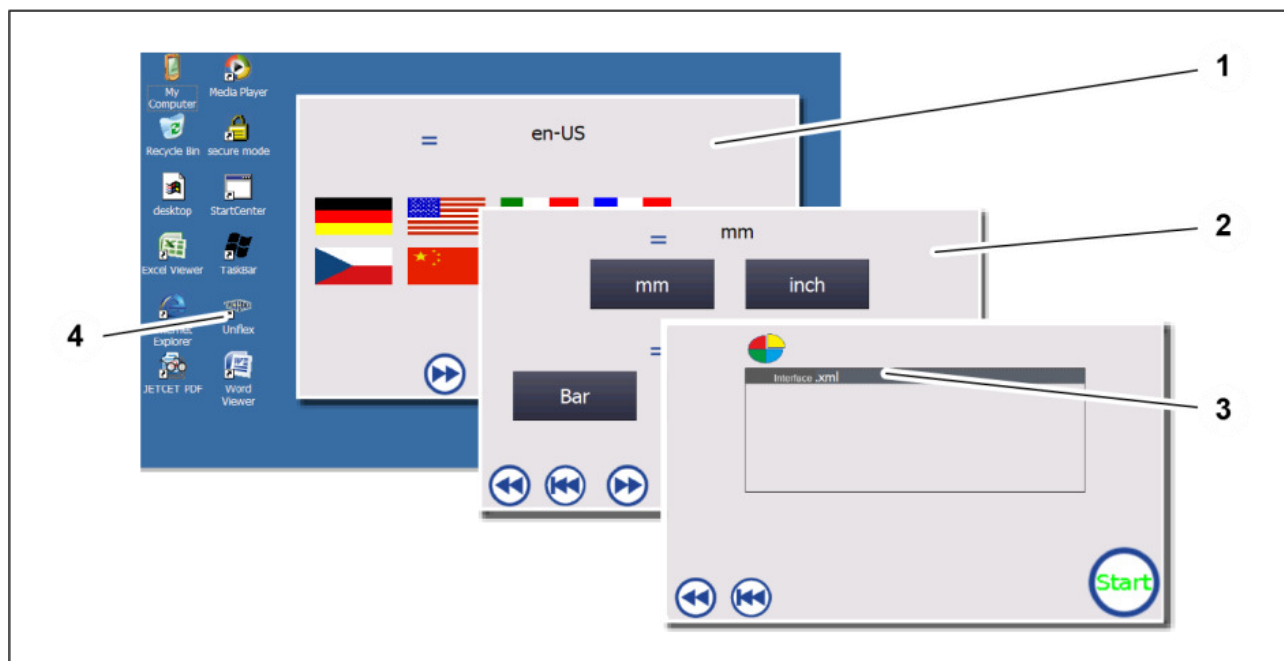 1
My Computer
Media Player
Recycle Bin
secure mode
desktop
StartCenter
Excel Viewer
TaskBar
Explorer
Uniflex
JETCET PDF
Word Viewer
= en-US
2
= mm
mm
inch
=
Bar
3
Interface .xml
Start
4